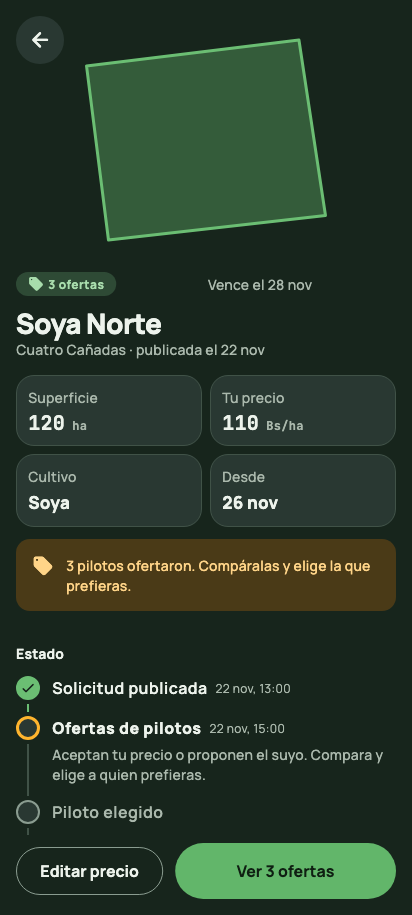 3 ofertas
Vence el 28 nov
Soya Norte
Cuatro Cañadas · publicada el 22 nov
Superficie
120 ha
Tu precio
110 Bs/ha
Cultivo
Soya
Desde
26 nov
3 pilotos ofertaron. Compáralas y elige la que
prefieras.
Estado
Solicitud publicada 22 nov, 13:00
Ofertas de pilotos 22 nov, 15:00
Aceptan tu precio o proponen el suyo. Compara y
elige a quien prefieras.
Piloto elegido
Editar precio
Ver 3 ofertas